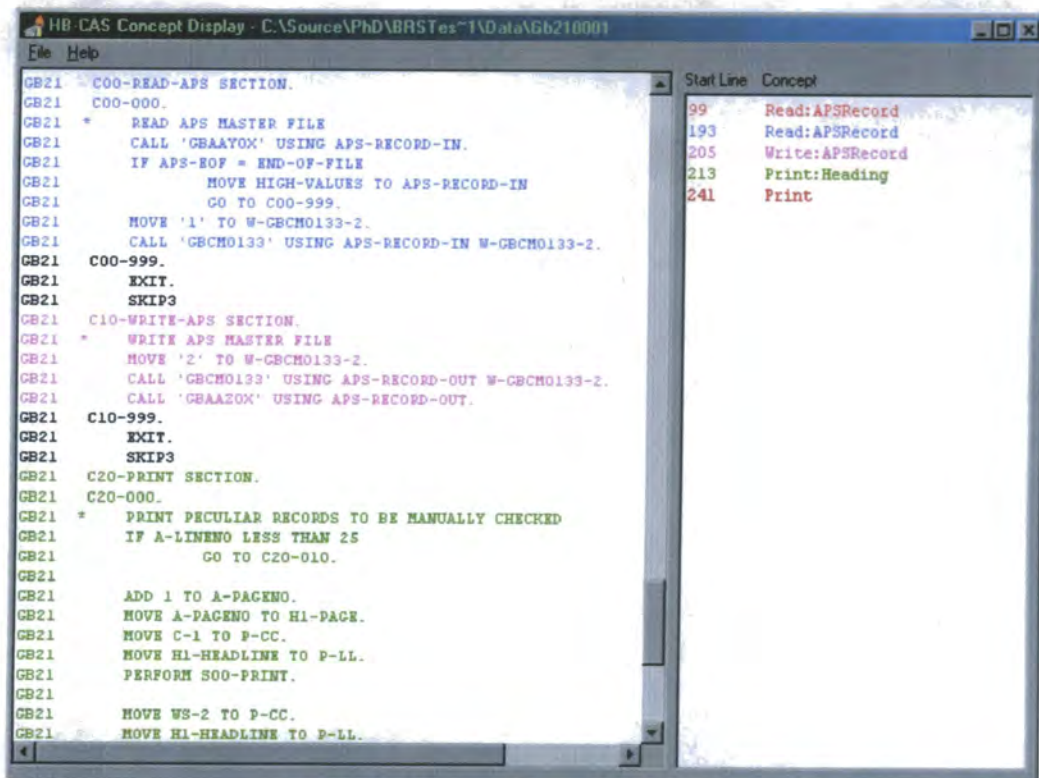 HB-CAS Concept Display - C:\Source\PhD\BRSTes~1\Data\Gb210001
File Help
GB21 C00-READ-APS SECTION.
GB21 C00-000.
GB21 * READ APS MASTER FILE
GB21 CALL 'GBAAYOX' USING APS-RECORD-IN.
GB21 IF APS-EOF = END-OF-FILE
GB21 MOVE HIGH-VALUES TO APS-RECORD-IN
GB21 GO TO C00-999.
GB21 MOVE '1' TO W-GBCM0133-2.
GB21 CALL 'GBCM0133' USING APS-RECORD-IN W-GBCM0133-2.
GB21 C00-999.
GB21 EXIT.
GB21 SKIP3
GB21 C10-WRITE-APS SECTION.
GB21 * WRITE APS MASTER FILE
GB21 MOVE '2' TO W-GBCM0133-2.
GB21 CALL 'GBCM0133' USING APS-RECORD-OUT W-GBCM0133-2.
GB21 CALL 'GBAAZOX' USING APS-RECORD-OUT.
GB21 C10-999.
GB21 EXIT.
GB21 SKIP3
GB21 C20-PRINT SECTION.
GB21 C20-000.
GB21 * PRINT PECULIAR RECORDS TO BE MANUALLY CHECKED
GB21 IF A-LINENO LESS THAN 25
GB21 GO TO C20-010.
GB21
GB21 ADD 1 TO A-PAGENO.
GB21 MOVE A-PAGENO TO H1-PAGE.
GB21 MOVE C-1 TO P-CC.
GB21 MOVE H1-HEADLINE TO P-LL.
GB21 PERFORM S00-PRINT.
GB21
GB21 MOVE WS-2 TO P-CC.
GB21 MOVE H1-HEADLINE TO P-LL.
Start Line Concept
99 Read:APSRecord
193 Read:APSRecord
205 Write:APSRecord
213 Print:Heading
241 Print